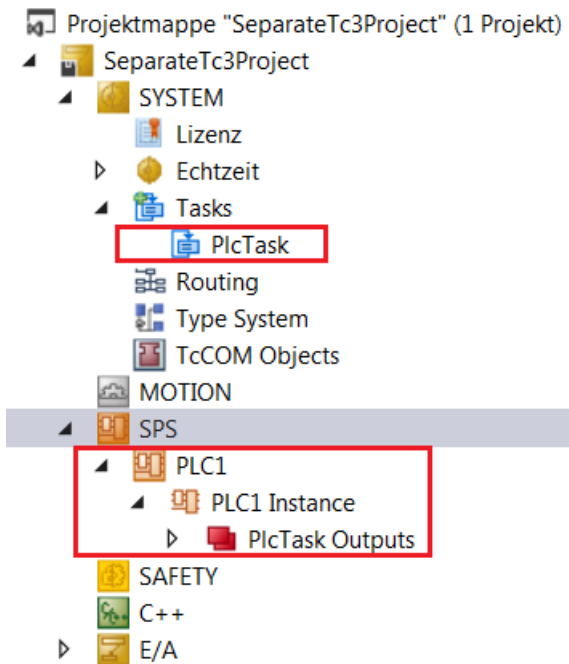 Projektmappe "SeparateTc3Project" (1 Projekt)
SeparateTc3Project
SYSTEM
Lizenz
Echtzeit
Tasks
PlcTask
Routing
Type System
TcCOM Objects
MOTION
SPS
PLC1
PLC1 Instance
PlcTask Outputs
SAFETY
C++
E/A